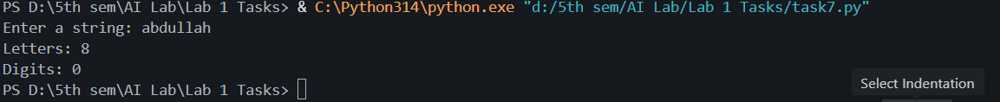 PS D:\5th sem\AI Lab\Lab 1 Tasks> & C:\Python314\python.exe "d:/5th sem/AI Lab/Lab 1 Tasks/task7.py"
Enter a string: abdullah
Letters: 8
Digits: 0
PS D:\5th sem\AI Lab\Lab 1 Tasks>
Select Indentation